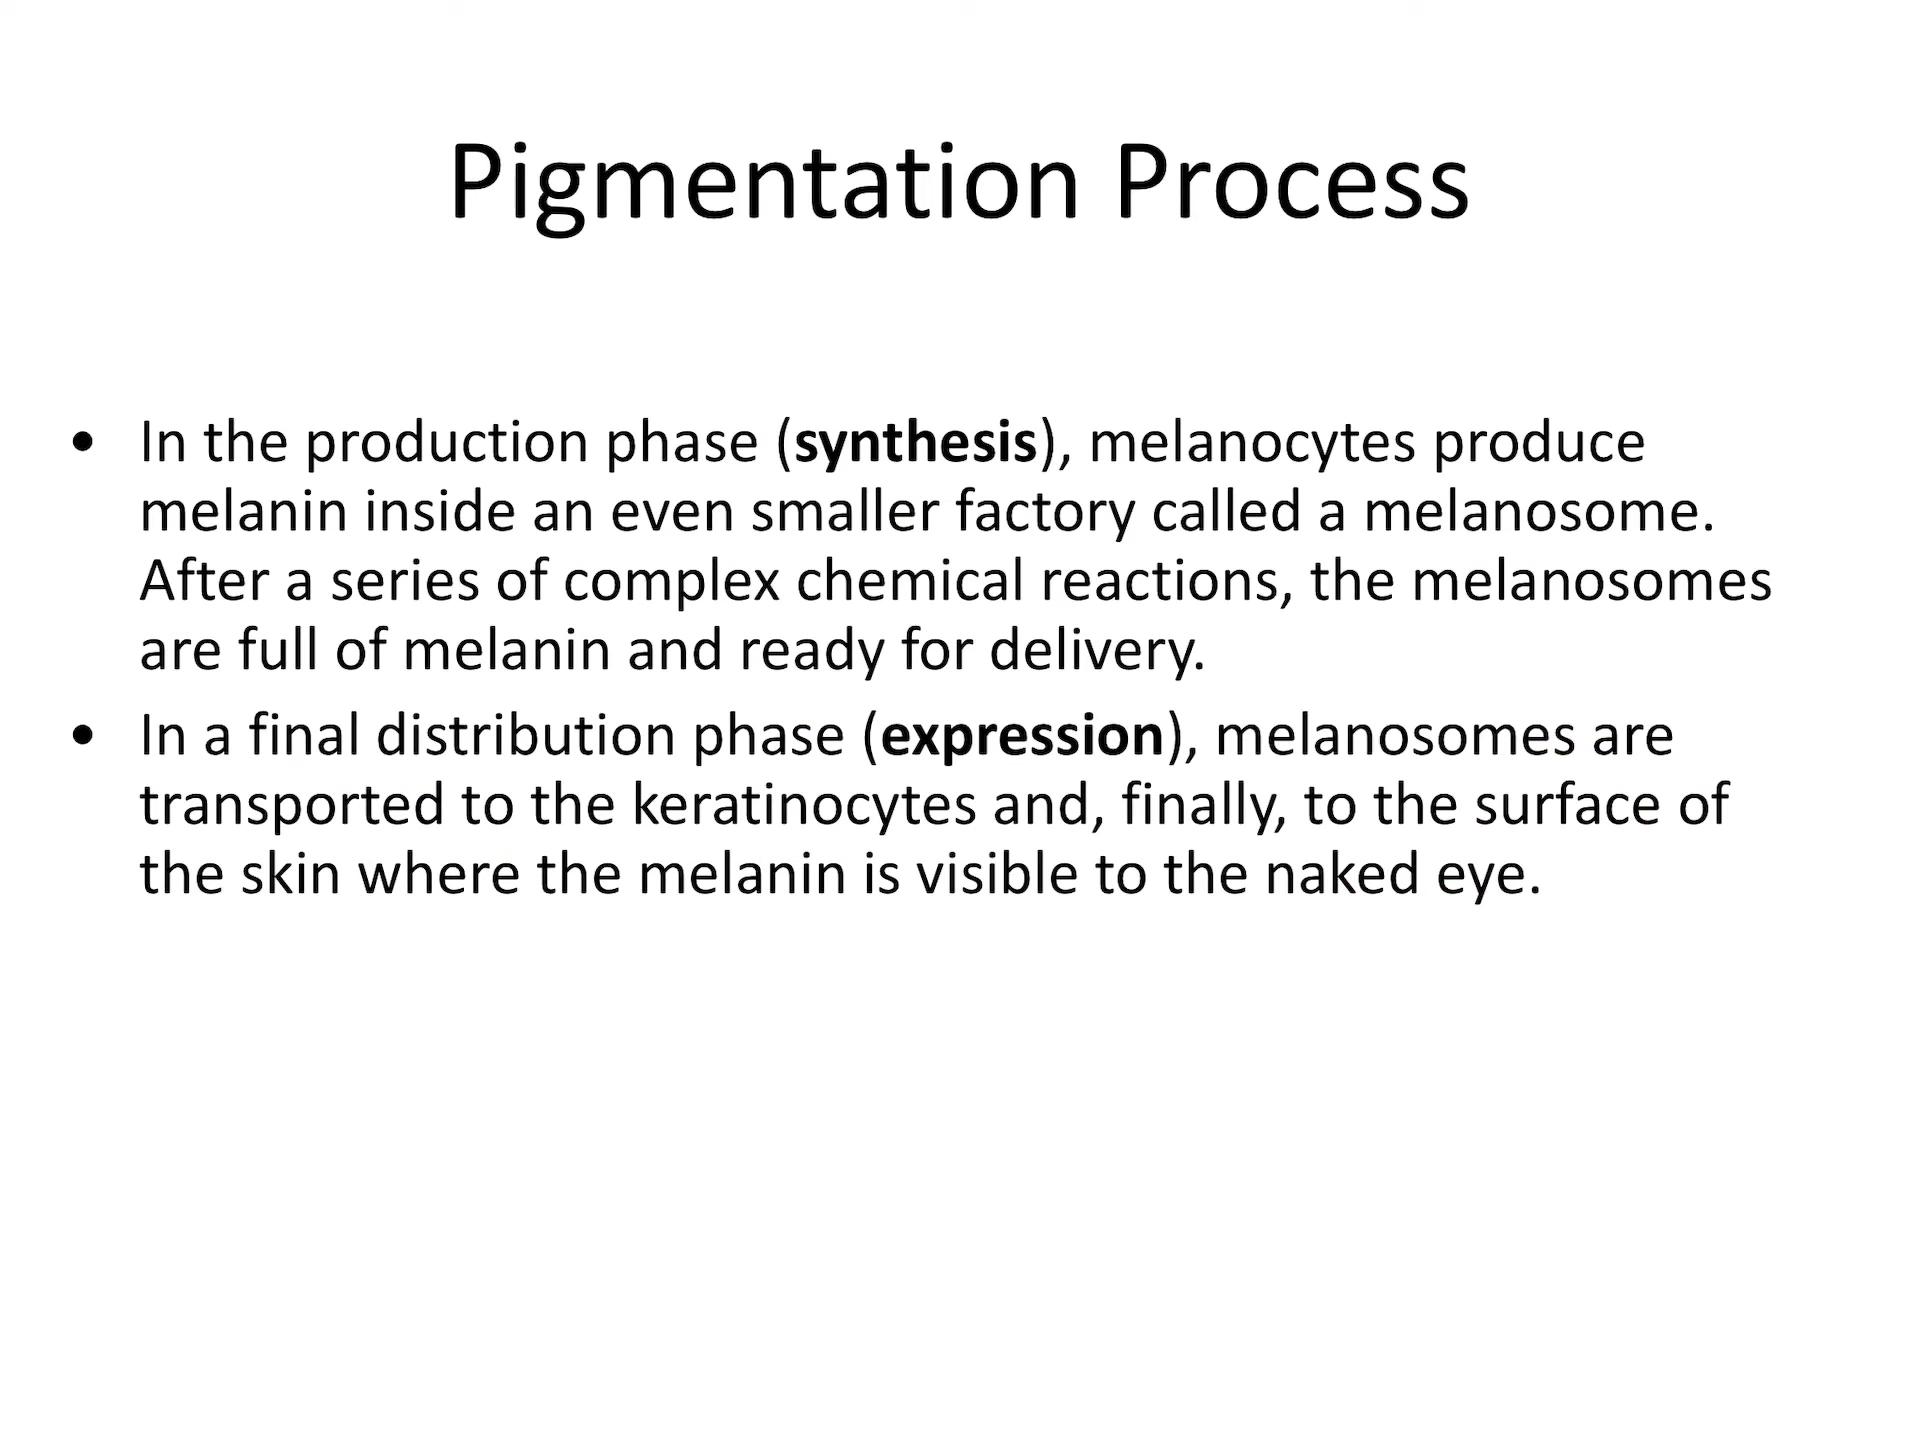 Pigmentation Process
• In the production phase (synthesis), melanocytes produce
melanin inside an even smaller factory called a melanosome.
After a series of complex chemical reactions, the melanosomes
are full of melanin and ready for delivery.
• In a final distribution phase (expression), melanosomes are
transported to the keratinocytes and, finally, to the surface of
the skin where the melanin is visible to the naked eye.